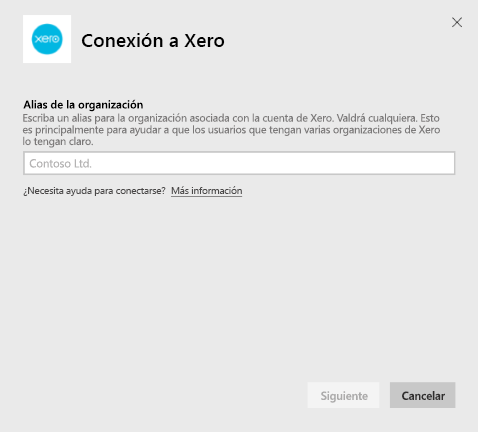 xero
Conexión a Xero
Alias de la organización
Escriba un alias para la organización asociada con la cuenta de Xero. Valdrá cualquiera. Esto
es principalmente para ayudar a que los usuarios que tengan varias organizaciones de Xero
lo tengan claro.
Contoso Ltd.
¿Necesita ayuda para conectarse? Más información
Siguiente Cancelar